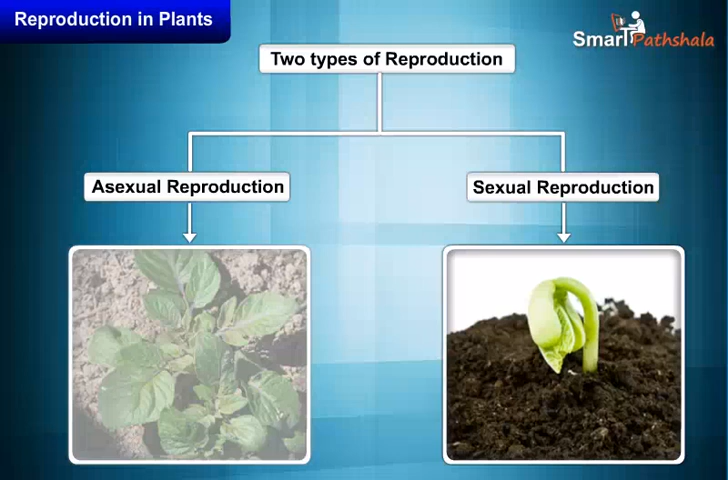 Reproduction in Plants
SmarTPathshala
Two types of Reproduction
Asexual Reproduction
Sexual Reproduction